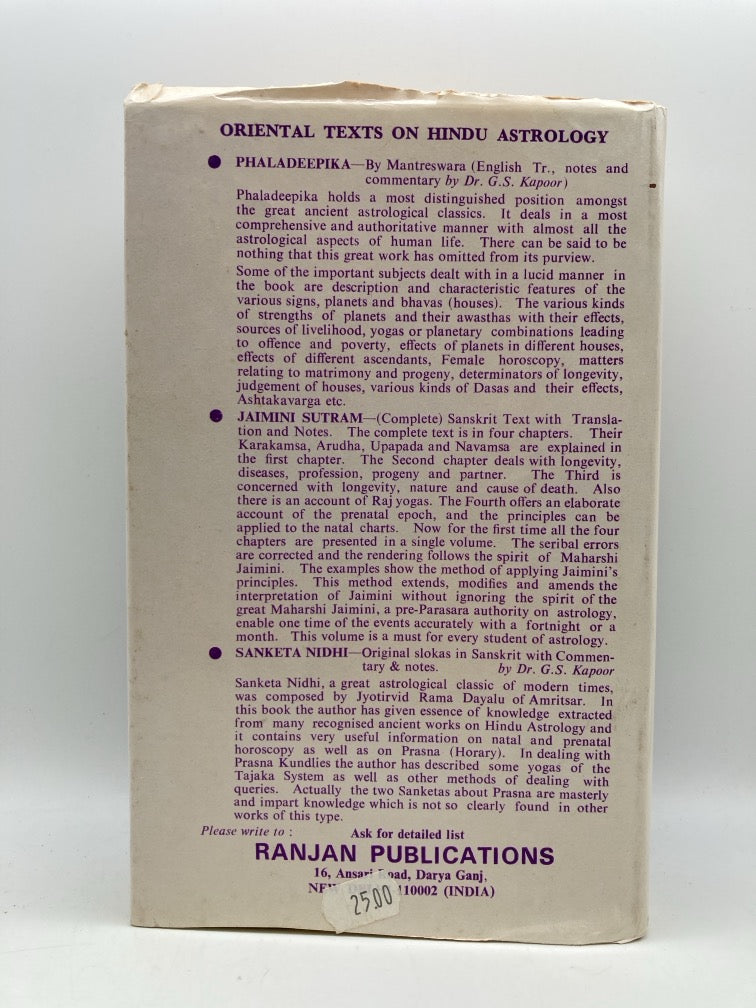 ORIENTAL TEXTS ON HINDU ASTROLOGY
● PHALADEEPIKA—By Mantreswara (English Tr., notes and
commentary by Dr. G.S. Kapoor)
Phaladeepika holds a most distinguished position amongst
the great ancient astrological classics. It deals in a most
comprehensive and authoritative manner with almost all the
astrological aspects of human life. There can be said to be
nothing that this great work has omitted from its purview.
Some of the important subjects dealt with in a lucid manner in
the book are description and characteristic features of the
various signs, planets and bhavas (houses). The various kinds
of strengths of planets and their awasthas with their effects,
sources of livelihood, yogas or planetary combinations leading
to offence and poverty, effects of planets in different houses,
effects of different ascendants, Female horoscopy, matters
relating to matrimony and progeny, determinators of longevity,
judgement of houses, various kinds of Dasas and their effects,
Ashtakavarga etc.
● JAIMINI SUTRAM—(Complete) Sanskrit Text with Transla-
tion and Notes. The complete text is in four chapters. Their
Karakamsa, Arudha, Upapada and Navamsa are explained in
the first chapter. The Second chapter deals with longevity,
diseases, profession, progeny and partner. The Third is
concerned with longevity, nature and cause of death. Also
there is an account of Raj yogas. The Fourth offers an elaborate
account of the prenatal epoch, and the principles can be
applied to the natal charts. Now for the first time all the four
chapters are presented in a single volume. The seribal errors
are corrected and the rendering follows the spirit of Maharshi
Jaimini. The examples show the method of applying Jaimini's
principles. This method extends, modifies and amends the
interpretation of Jaimini without ignoring the spirit of the
great Maharshi Jaimini, a pre-Parasara authority on astrology,
enable one time of the events accurately with a fortnight or a
month. This volume is a must for every student of astrology.
● SANKETA NIDHI—Original slokas in Sanskrit with Commen-
tary & notes. by Dr. G.S. Kapoor
Sanketa Nidhi, a great astrological classic of modern times,
was composed by Jyotirvid Rama Dayalu of Amritsar. In
this book the author has given essence of knowledge extracted
from many recognised ancient works on Hindu Astrology and
it contains very useful information on natal and prenatal
horoscopy as well as on Prasna (Horary). In dealing with
Prasna Kundlies the author has described some yogas of the
Tajaka System as well as other methods of dealing with
queries. Actually the two Sanketas about Prasna are masterly
and impart knowledge which is not so clearly found in other
works of this type.
Please write to : Ask for detailed list
RANJAN PUBLICATIONS
16, Ansari Road, Darya Ganj,
110002 (INDIA)
25.00